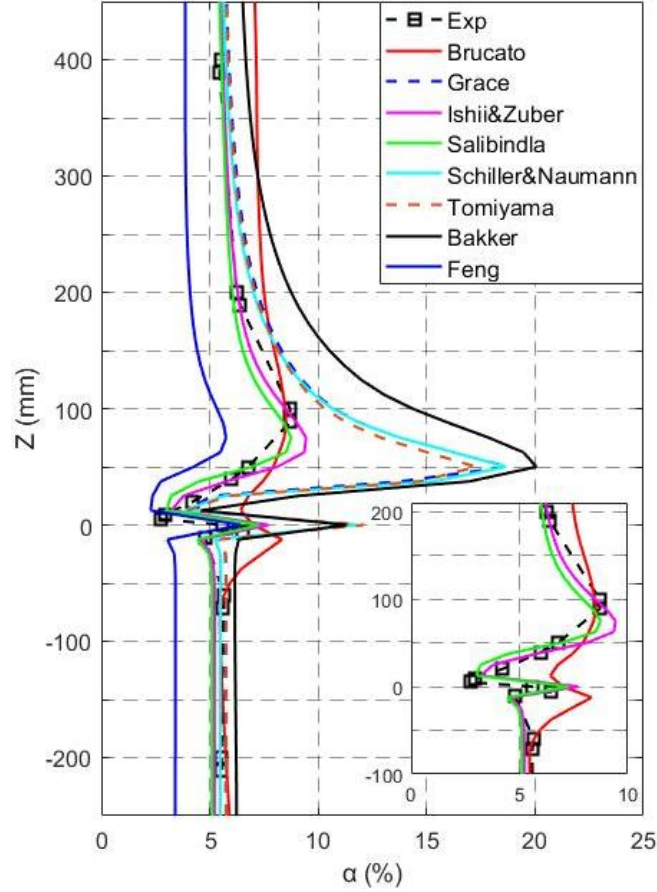 Exp
Brucato
Grace
Ishii&Zuber
Salibindla
Schiller&Naumann
Tomiyama
Bakker
Feng
400
300
200
100
0
-100
-200
Z (mm)
200
100
0
-100
0 5 10
0 5 10 15 20 25
α (%)